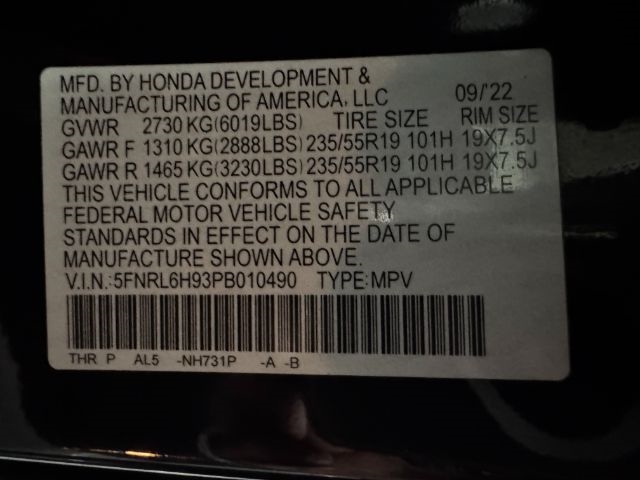 MFD. BY HONDA DEVELOPMENT &
MANUFACTURING OF AMERICA, LLC 09/'22
GVWR 2730 KG(6019LBS) TIRE SIZE RIM SIZE
GAWR F 1310 KG(2888LBS) 235/55R19 101H 19X7.5J
GAWR R 1465 KG(3230LBS) 235/55R19 101H 19X7.5J
THIS VEHICLE CONFORMS TO ALL APPLICABLE
FEDERAL MOTOR VEHICLE SAFETY
STANDARDS IN EFFECT ON THE DATE OF
MANUFACTURE SHOWN ABOVE.
V.I.N.:5FNRL6H93PB010490 TYPE:MPV
THR P AL5 -NH731P -A -B